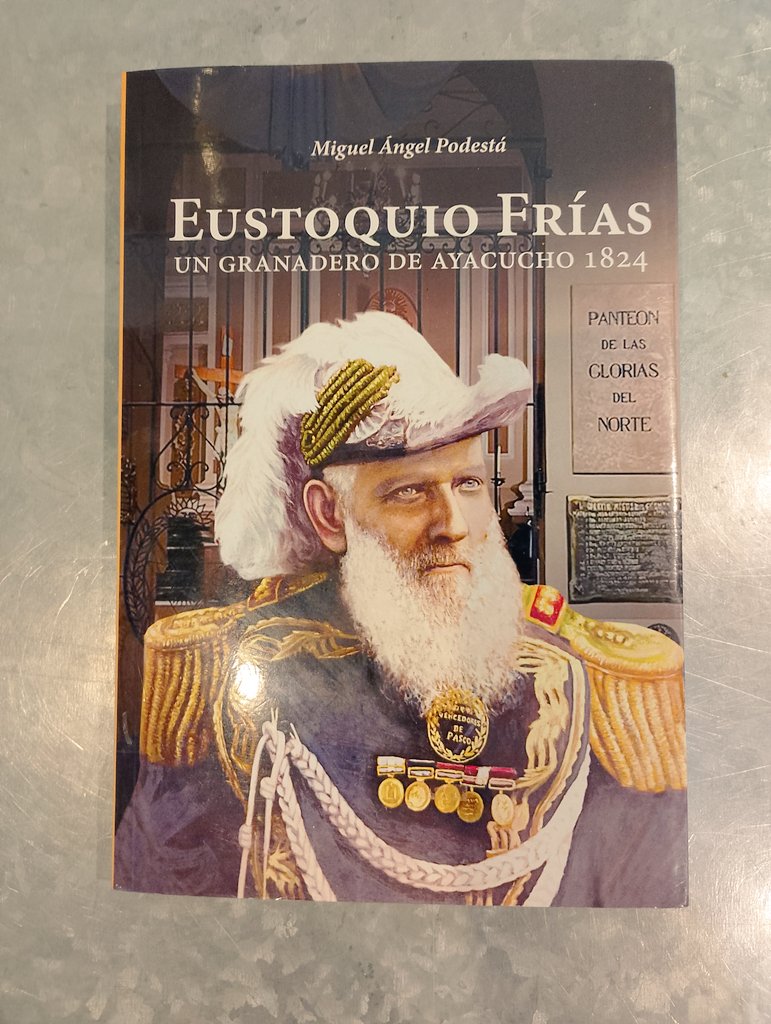 Miguel Ángel Podestá
Eustoquio Frías
un granadero de Ayacucho 1824
PANTEON
DE LAS
GLORIAS
DEL
NORTE
VENCEDORES
DE
PASCO